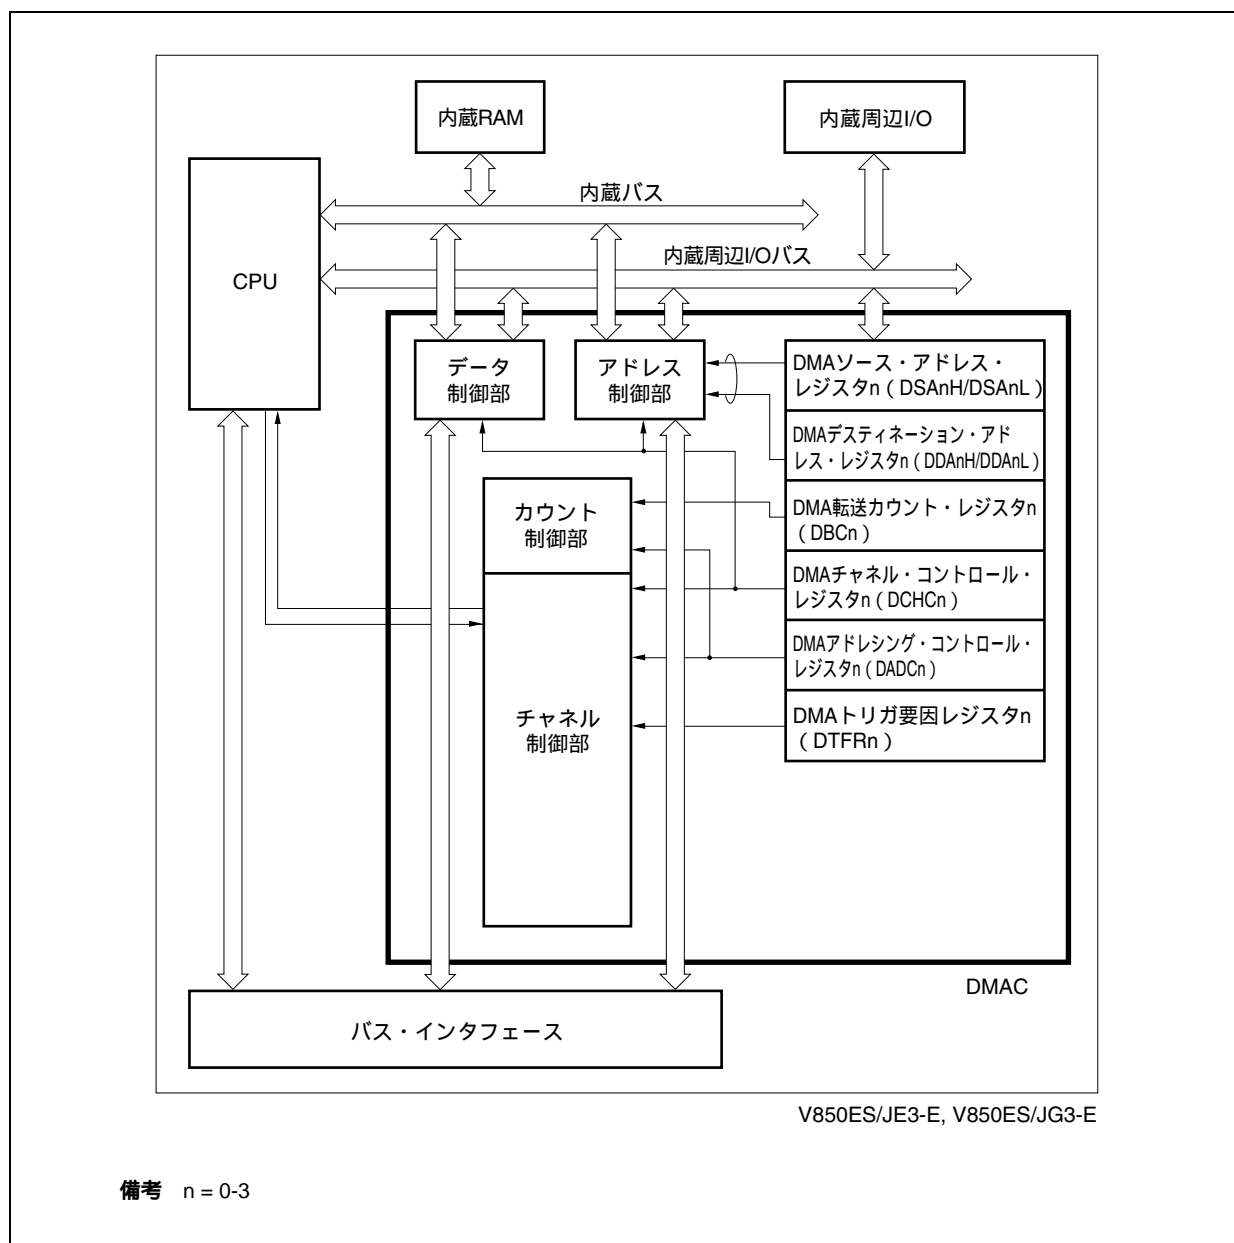 内蔵RAM
内蔵周辺I/O
内蔵バス
内蔵周辺I/Oバス
CPU
データ
制御部
アドレス
制御部
DMAソース・アドレス・
レジスタn(DSAnH/DSAnL)
DMAデスティネーション・アド
レス・レジスタn(DDAnH/DDAnL)
カウント
制御部
DMA転送カウント・レジスタn
(DBCn)
DMAチャネル・コントロール・
レジスタn(DCHCn)
DMAアドレシング・コントロール・
レジスタn(DADCn)
チャネル
制御部
DMAトリガ要因レジスタn
(DTFRn)
DMAC
バス・インタフェース
V850ES/JE3-E, V850ES/JG3-E
備考 n = 0-3